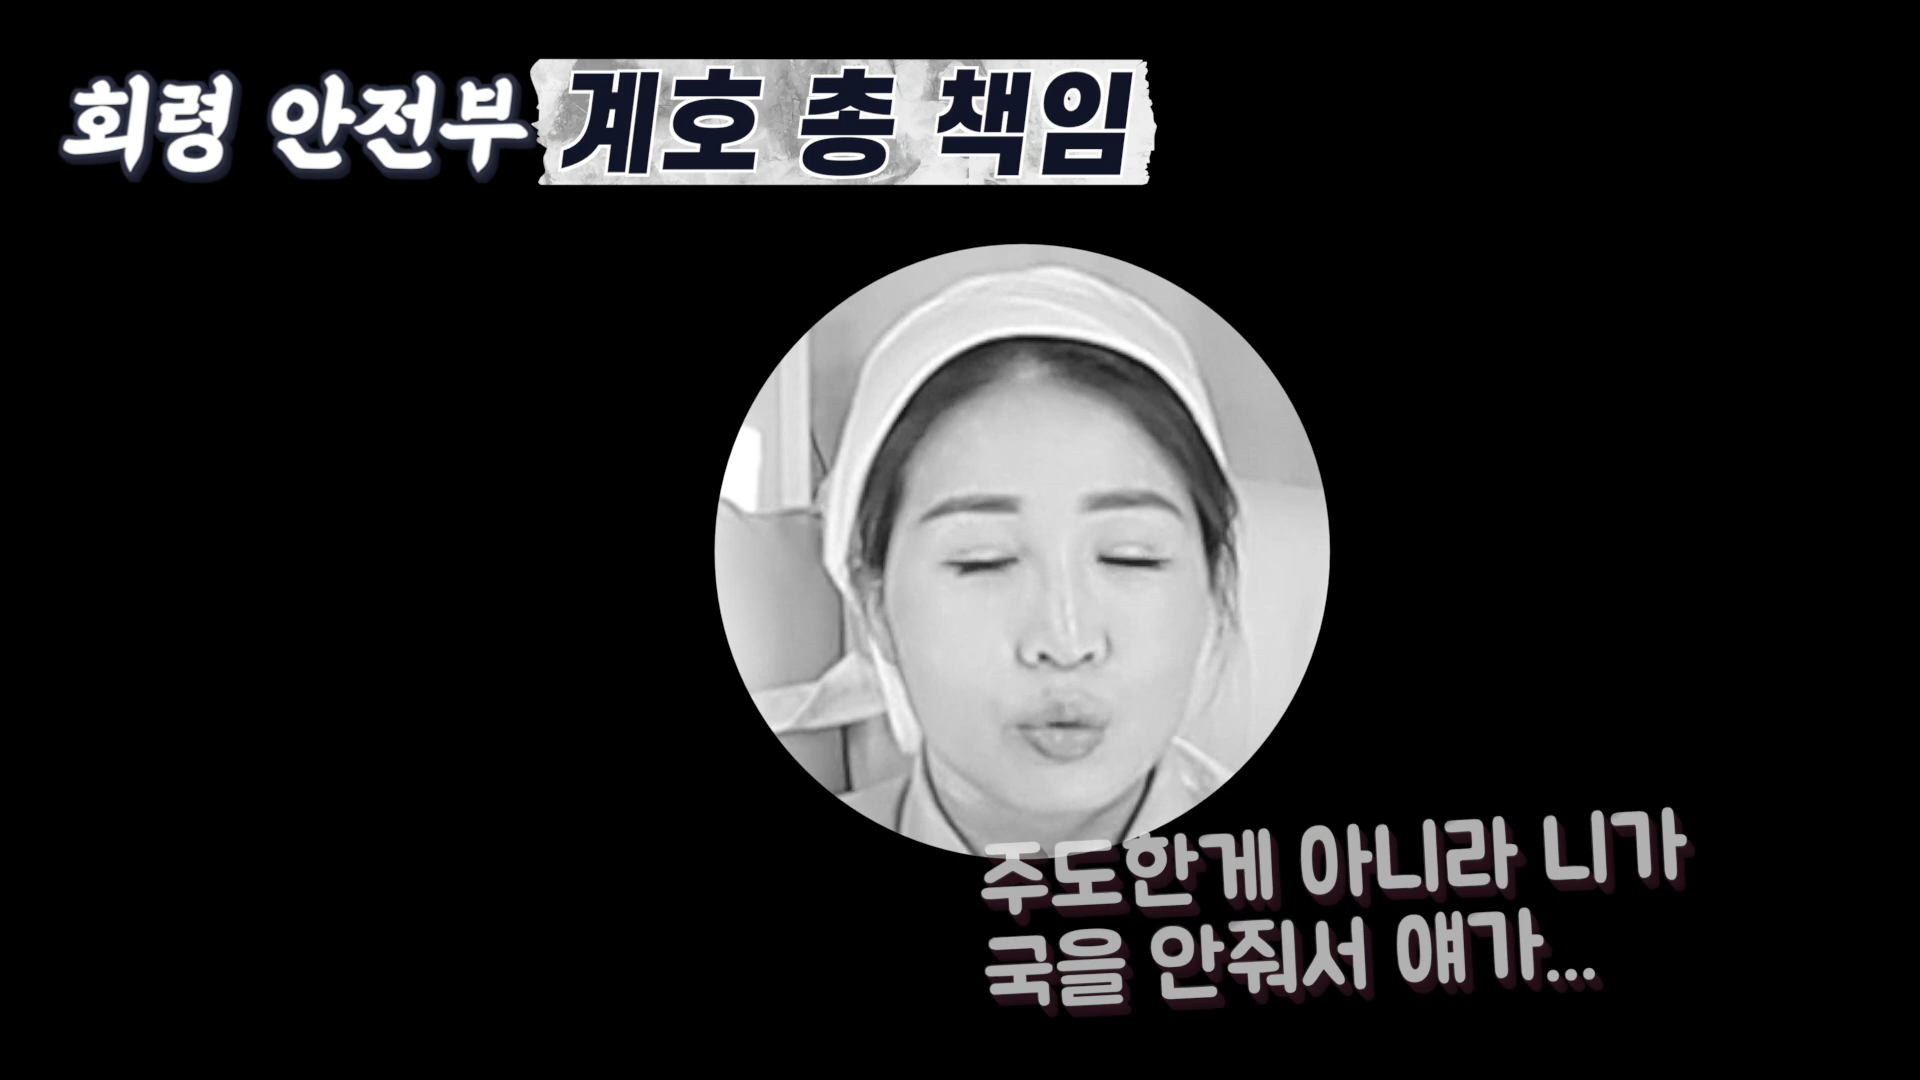 회령 안전부 계호 총 책임
주도한게 아니라 니가
국을 안줘서 얘가...